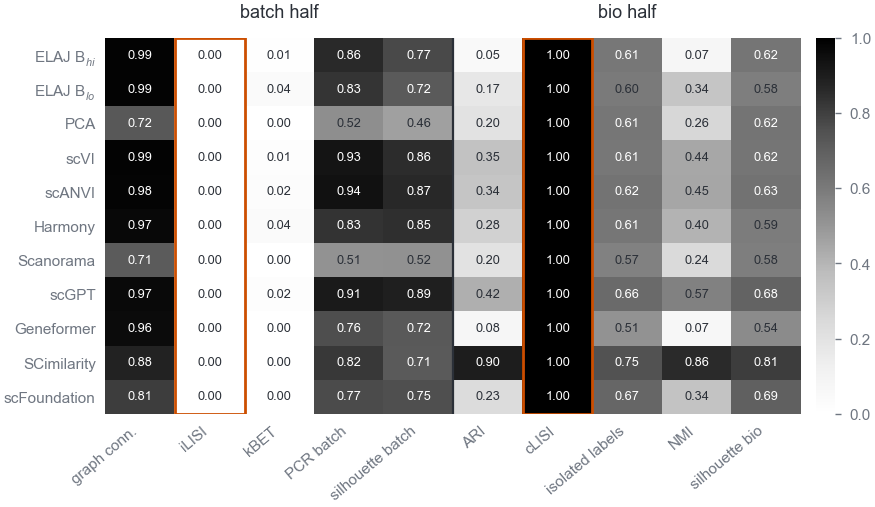 batch half bio half
ELAJ B_hi 0.99 0.00 0.01 0.86 0.77 0.05 1.00 0.61 0.07 0.62
ELAJ B_lo 0.99 0.00 0.04 0.83 0.72 0.17 1.00 0.60 0.34 0.58
PCA 0.72 0.00 0.00 0.52 0.46 0.20 1.00 0.61 0.26 0.62
scVI 0.99 0.00 0.01 0.93 0.86 0.35 1.00 0.61 0.44 0.62
scANVI 0.98 0.00 0.02 0.94 0.87 0.34 1.00 0.62 0.45 0.63
Harmony 0.97 0.00 0.04 0.83 0.85 0.28 1.00 0.61 0.40 0.59
Scanorama 0.71 0.00 0.00 0.51 0.52 0.20 1.00 0.57 0.24 0.58
scGPT 0.97 0.00 0.02 0.91 0.89 0.42 1.00 0.66 0.57 0.68
Geneformer 0.96 0.00 0.00 0.76 0.72 0.08 1.00 0.51 0.07 0.54
SCimilarity 0.88 0.00 0.00 0.82 0.71 0.90 1.00 0.75 0.86 0.81
scFoundation 0.81 0.00 0.00 0.77 0.75 0.23 1.00 0.67 0.34 0.69
graph conn. iLISI kBET PCR batch silhouette batch ARI cLISI isolated labels NMI silhouette bio
1.0
0.8
0.6
0.4
0.2
0.0